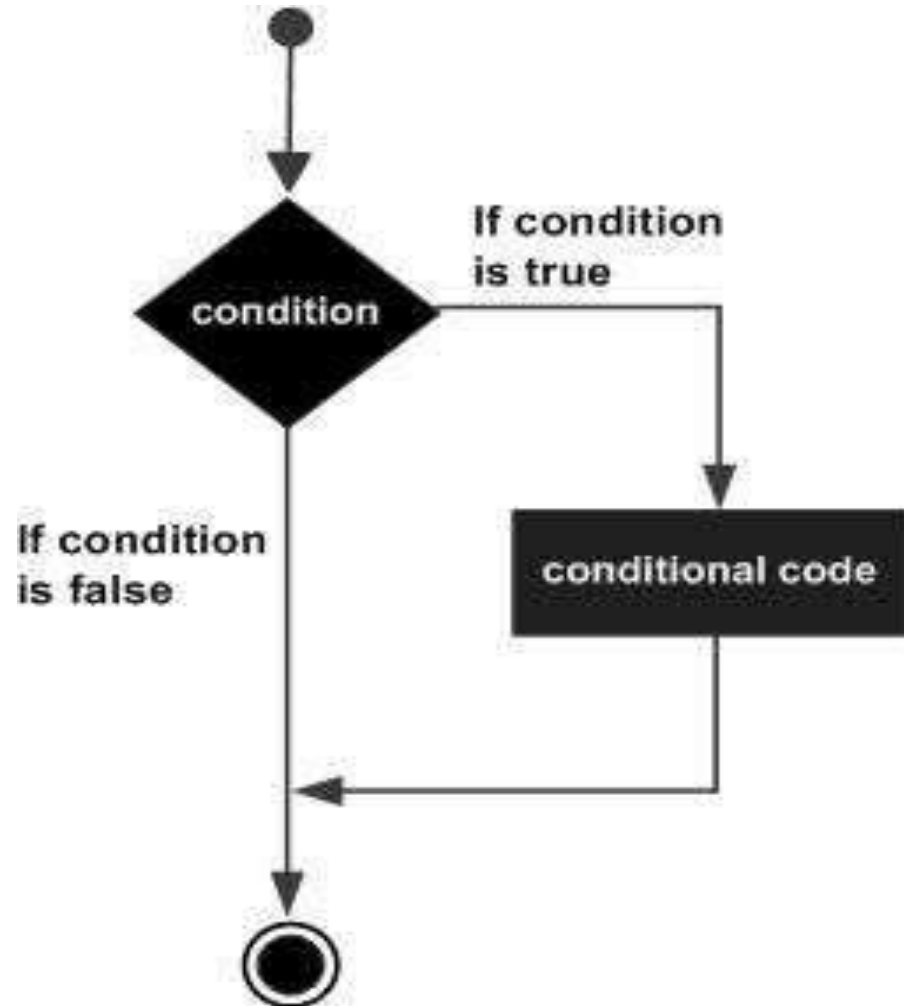 If condition
is true
condition
If condition
is false
conditional code